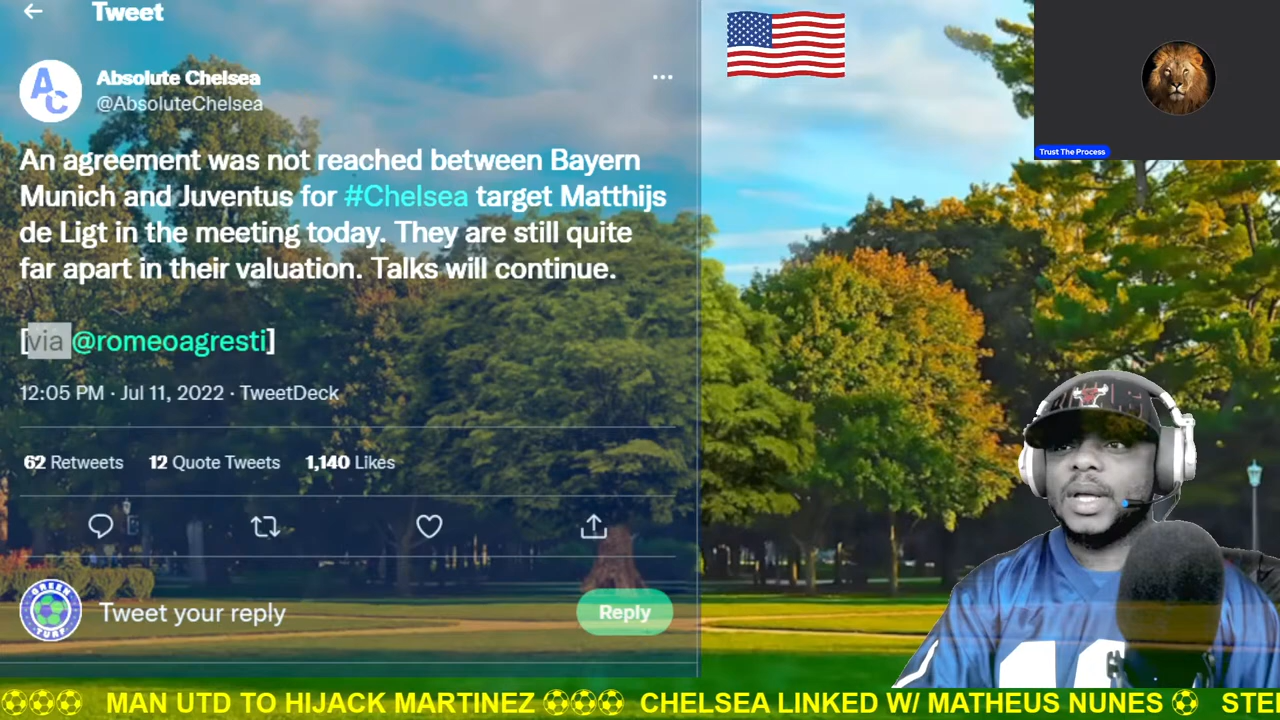 Tweet
Absolute Chelsea
@AbsoluteChelsea
An agreement was not reached between Bayern
Munich and Juventus for #Chelsea target Matthijs
de Ligt in the meeting today. They are still quite
far apart in their valuation. Talks will continue.
[via @romeoagresti]
12:05 PM · Jul 11, 2022 · TweetDeck
62 Retweets 12 Quote Tweets 1,140 Likes
GREEN
TURF
Tweet your reply
Reply
Trust The Process
MAN UTD TO HIJACK MARTINEZ CHELSEA LINKED W/ MATHEUS NUNES